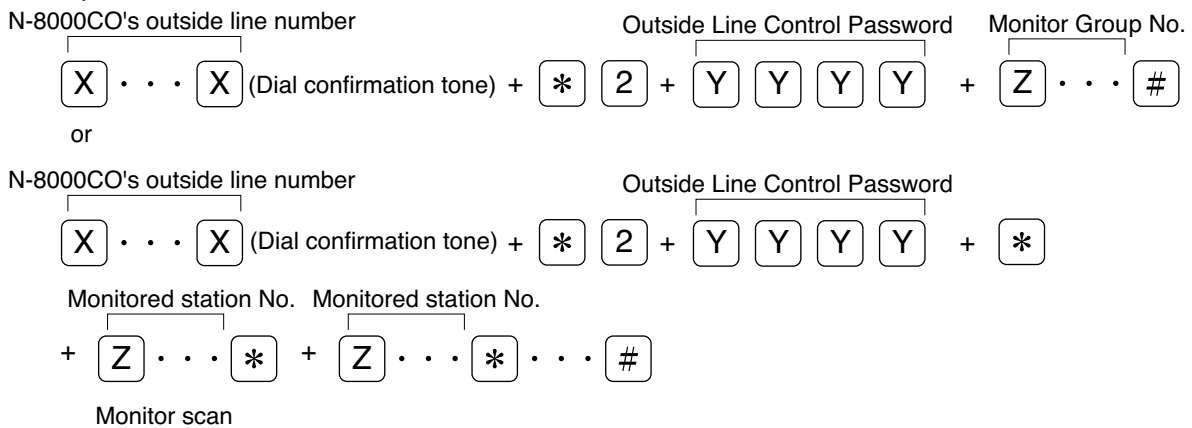 N-8000CO's outside line number Outside Line Control Password Monitor Group No.
X · · · X (Dial confirmation tone) + * 2 + Y Y Y Y + Z · · · #
or
N-8000CO's outside line number Outside Line Control Password
X · · · X (Dial confirmation tone) + * 2 + Y Y Y Y + *
Monitored station No. Monitored station No.
+ Z · · · * + Z · · · * · · · #
Monitor scan